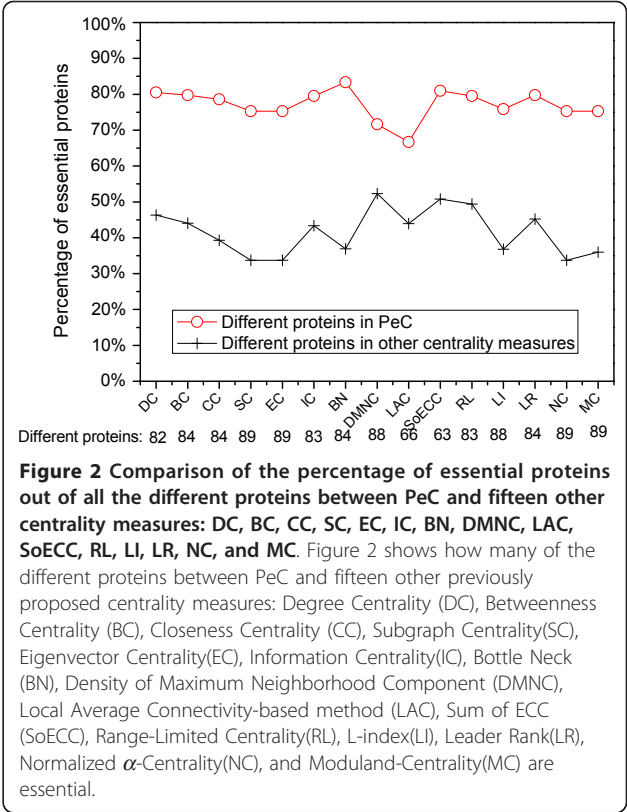 100%
90%
80%
70%
60%
50%
40%
30%
20%
10%
0%
Percentage of essential proteins
Different proteins in PeC
Different proteins in other centrality measures
DC BC CC SC EC IC BN DMNC LAC SoECC RL LI LR NC MC
Different proteins: 82 84 84 89 89 83 84 88 66 63 83 88 84 89 89
Figure 2 Comparison of the percentage of essential proteins
out of all the different proteins between PeC and fifteen other
centrality measures: DC, BC, CC, SC, EC, IC, BN, DMNC, LAC,
SoECC, RL, LI, LR, NC, and MC. Figure 2 shows how many of the
different proteins between PeC and fifteen other previously
proposed centrality measures: Degree Centrality (DC), Betweenness
Centrality (BC), Closeness Centrality (CC), Subgraph Centrality(SC),
Eigenvector Centrality(EC), Information Centrality(IC), Bottle Neck
(BN), Density of Maximum Neighborhood Component (DMNC),
Local Average Connectivity-based method (LAC), Sum of ECC
(SoECC), Range-Limited Centrality(RL), L-index(LI), Leader Rank(LR),
Normalized α-Centrality(NC), and Moduland-Centrality(MC) are
essential.